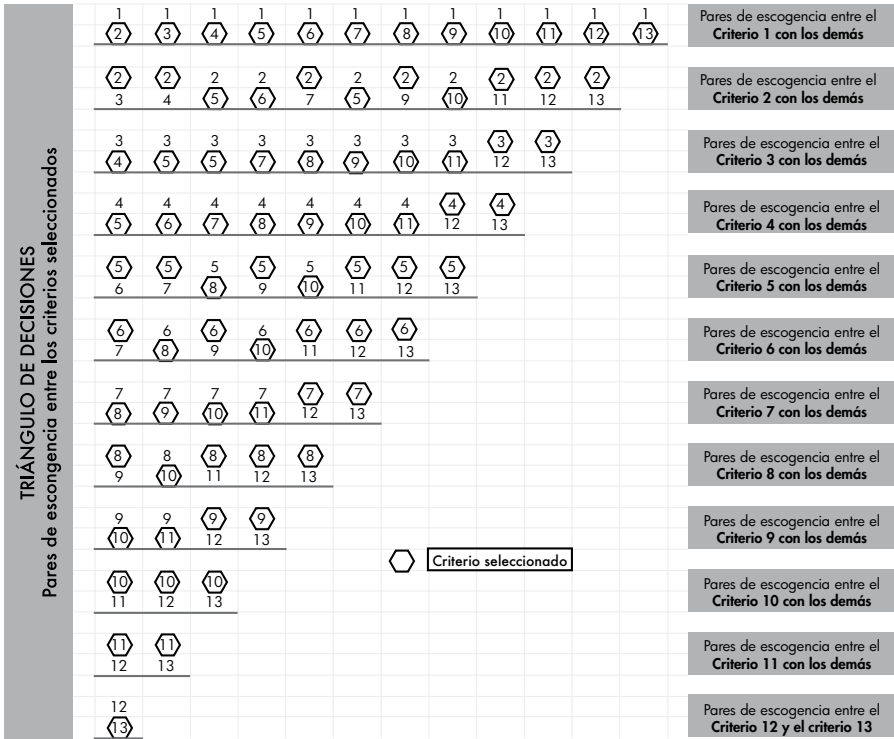 TRIÁNGULO DE DECISIONES
Pares de escongencia entre los criterios seleccionados
1 1 1 1 1 1 1 1 1 1 1 1
2 3 4 5 6 7 8 9 10 11 12 13
Pares de escogencia entre el
Criterio 1 con los demás
2 2 2 2 2 2 2 2 2 2 2
3 4 5 6 7 5 9 10 11 12 13
Pares de escogencia entre el
Criterio 2 con los demás
3 3 3 3 3 3 3 3 3 3
4 5 5 7 8 9 10 11 12 13
Pares de escogencia entre el
Criterio 3 con los demás
4 4 4 4 4 4 4 4 4
5 6 7 8 9 10 11 12 13
Pares de escogencia entre el
Criterio 4 con los demás
5 5 5 5 5 5 5 5
6 7 8 9 10 11 12 13
Pares de escogencia entre el
Criterio 5 con los demás
6 6 6 6 6 6 6
7 8 9 10 11 12 13
Pares de escogencia entre el
Criterio 6 con los demás
7 7 7 7 7 7
8 9 10 11 12 13
Pares de escogencia entre el
Criterio 7 con los demás
8 8 8 8 8
9 10 11 12 13
Pares de escogencia entre el
Criterio 8 con los demás
9 9 9 9
10 11 12 13
Pares de escogencia entre el
Criterio 9 con los demás
Criterio seleccionado
10 10 10
11 12 13
Pares de escogencia entre el
Criterio 10 con los demás
11 11
12 13
Pares de escogencia entre el
Criterio 11 con los demás
12
13
Pares de escogencia entre el
Criterio 12 y el criterio 13